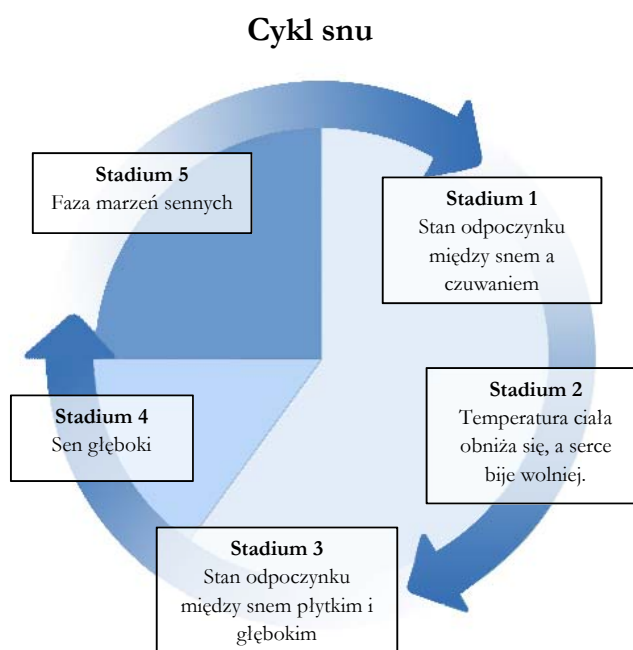 Cykl snu
Stadium 5
Faza marzeń sennych
Stadium 1
Stan odpoczynku
między snem a
czuwaniem
Stadium 2
Temperatura ciała
obniża się, a serce
bije wolniej.
Stadium 4
Sen głęboki
Stadium 3
Stan odpoczynku
między snem płytkim i
głębokim